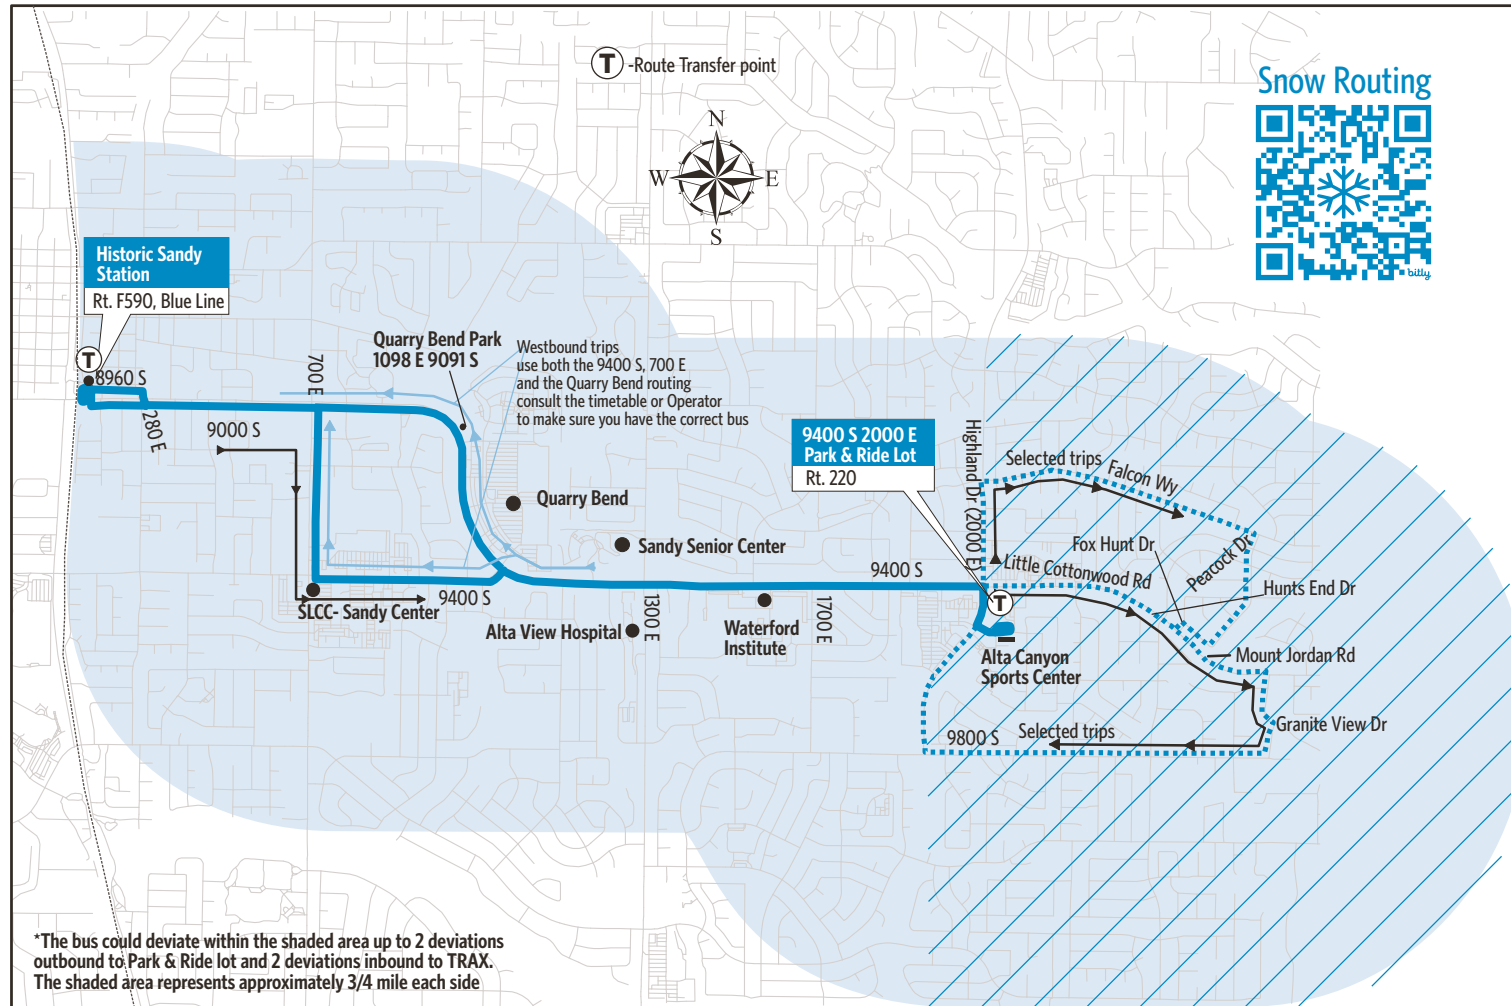 T -Route Transfer point
Snow Routing
bitly
N
W E
S
Historic Sandy
Station
Rt. F590, Blue Line
T
8960 S
280 E
700 E
9000 S
Quarry Bend Park
1098 E 9091 S
Westbound trips
use both the 9400 S, 700 E
and the Quarry Bend routing
consult the timetable or Operator
to make sure you have the correct bus
9400 S 2000 E
Park & Ride Lot
Rt. 220
Highland Dr (2000 E)
Selected trips
Falcon Wy
Quarry Bend
Sandy Senior Center
Fox Hunt Dr
Peacock Dr
9400 S
Little Cottonwood Rd
Hunts End Dr
T
SLCC- Sandy Center
9400 S
1300 E
1700 E
Alta View Hospital
Waterford
Institute
Alta Canyon
Sports Center
Mount Jordan Rd
Granite View Dr
9800 S
Selected trips
*The bus could deviate within the shaded area up to 2 deviations
outbound to Park & Ride lot and 2 deviations inbound to TRAX.
The shaded area represents approximately 3/4 mile each side